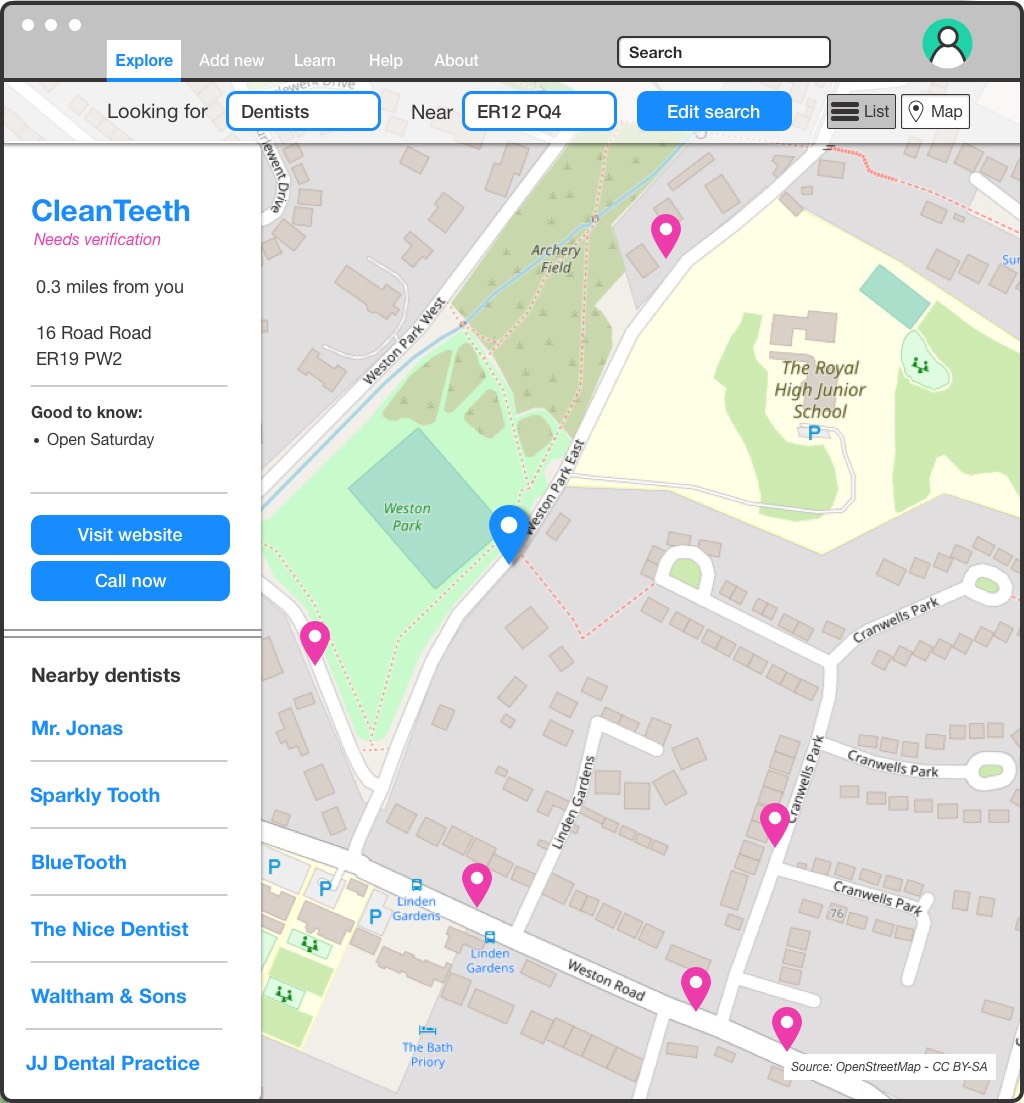 Explore
Add new
Learn
Help
About
Search
Looking for
Dentists
Near
ER12 PQ4
Edit search
List
Map
CleanTeeth
Needs verification
0.3 miles from you
16 Road Road
ER19 PW2
Good to know:
• Open Saturday
Visit website
Call now
Nearby dentists
Mr. Jonas
Sparkly Tooth
BlueTooth
The Nice Dentist
Waltham & Sons
JJ Dental Practice
Archery
Field
Weston Park West
The Royal
High Junior
School
P
Weston Park East
Weston
Park
Cranwells Park
Cranwells Park
Cranwells Park
Linden Gardens
Cranwells Park
76
P
P
P
Linden
Gardens
Linden
Gardens
Weston Road
The Bath
Priory
Source: OpenStreetMap - CC BY-SA